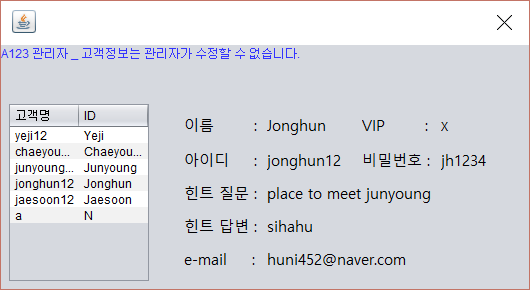 A123 관리자 _ 고객정보는 관리자가 수정할 수 없습니다.
고객명 ID
yeji12 Yeji
chaeyou... Chaeyou...
junyoung... Junyoung
jonghun12 Jonghun
jaesoon12 Jaesoon
a N
이름 : Jonghun VIP : x
아이디 : jonghun12 비밀번호 : jh1234
힌트 질문 : place to meet junyoung
힌트 답변 : sihahu
e-mail : huni452@naver.com